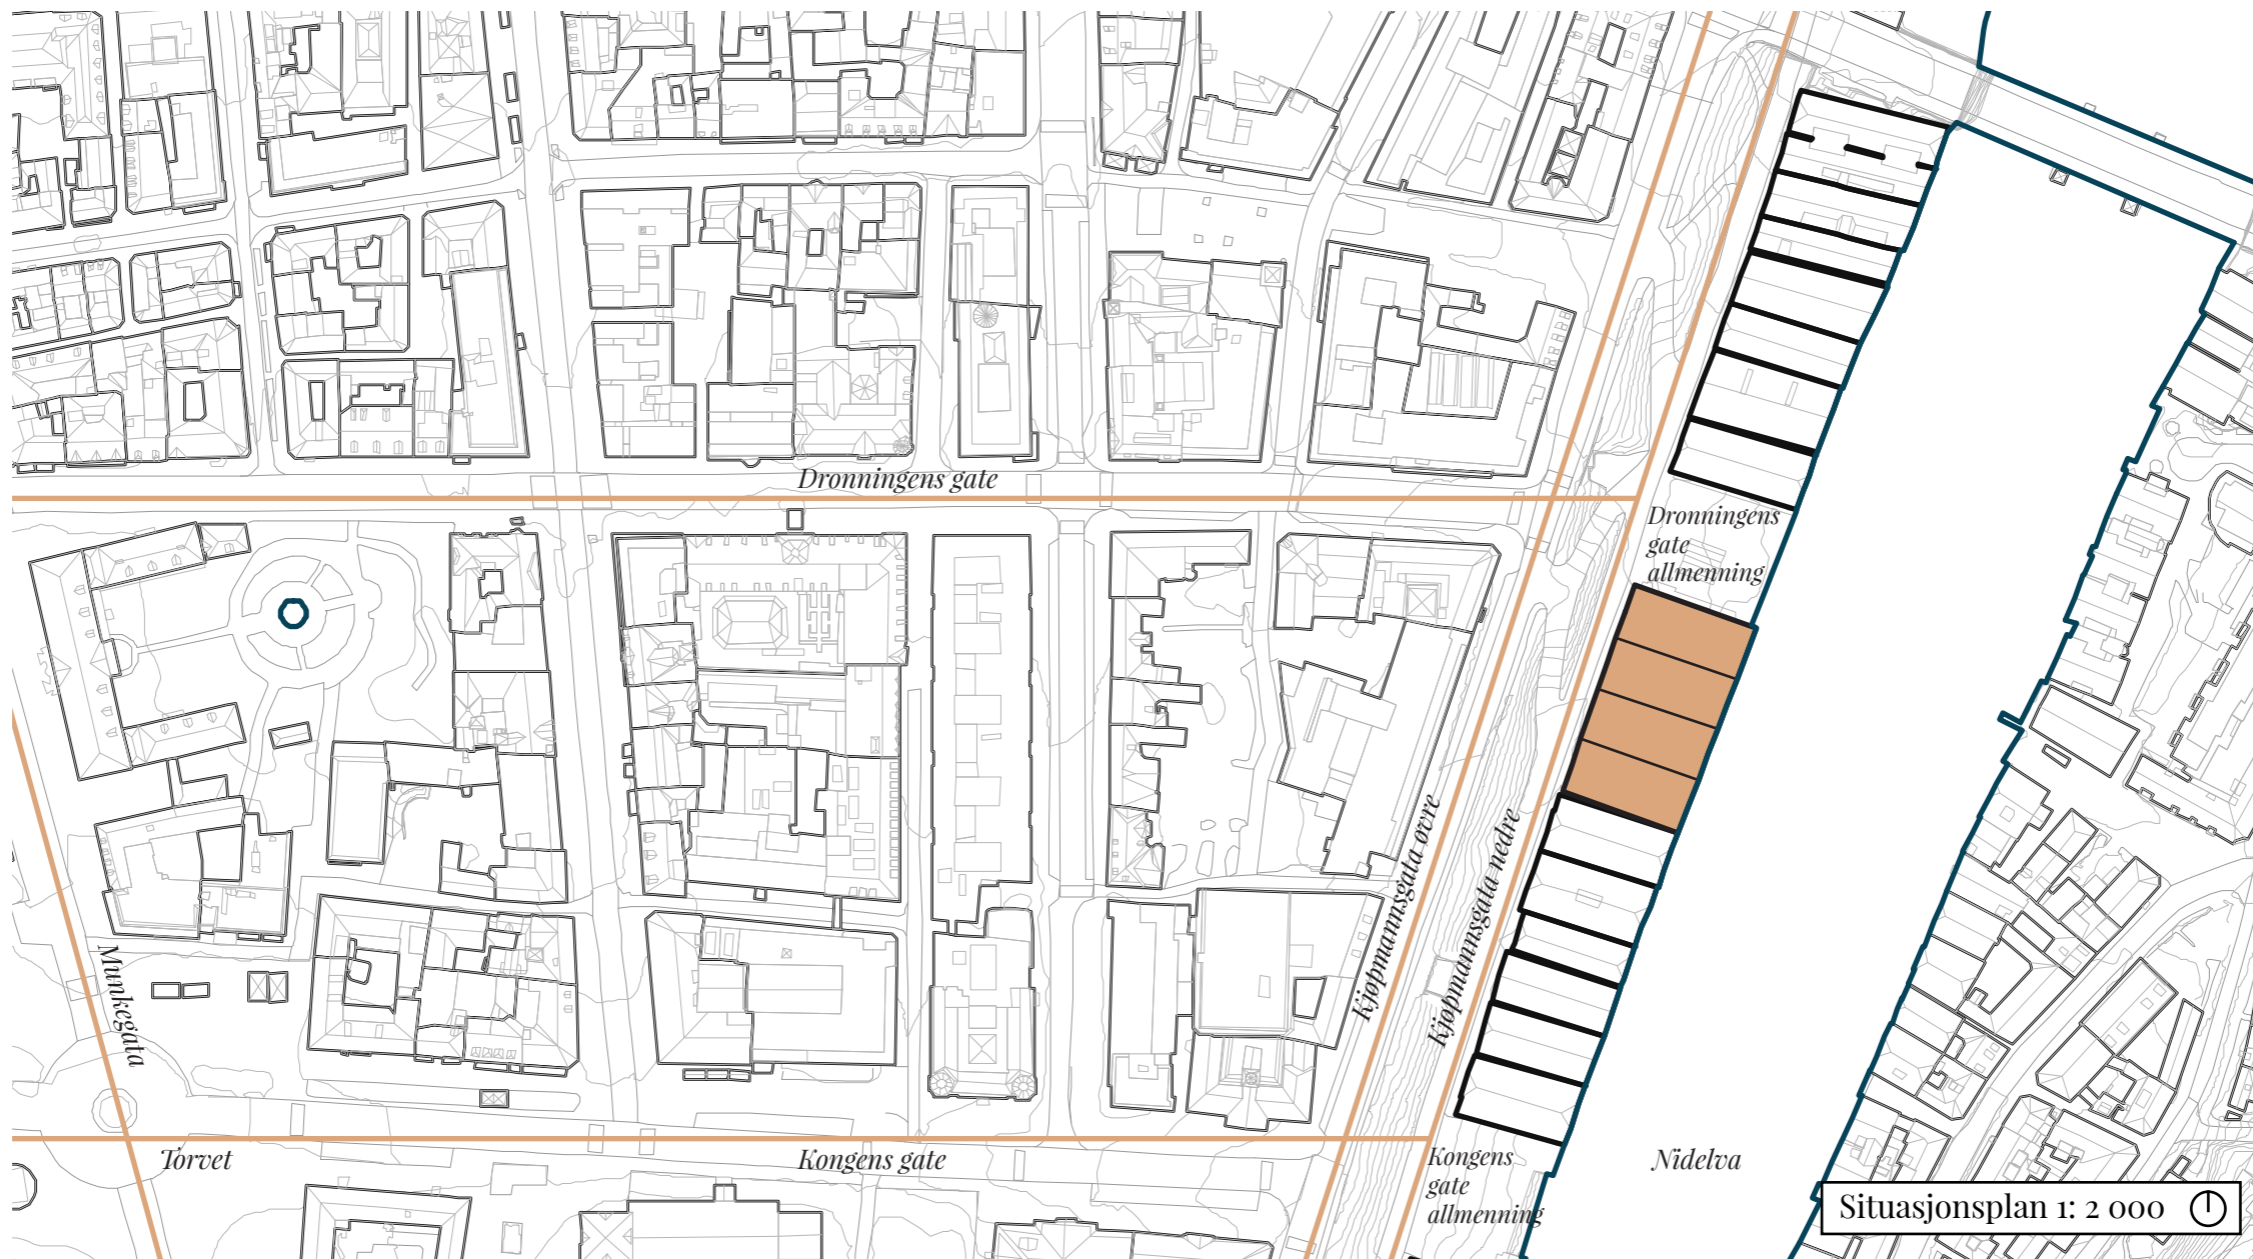 Dronningens gate
Dronningens
gate
allmenning
Kjøpmannsgata øvre
Kjøpmannsgata nedre
Munkegata
Torvet
Kongens gate
Kongens
gate
allmenning
Nidelva
Situasjonsplan 1: 2 000